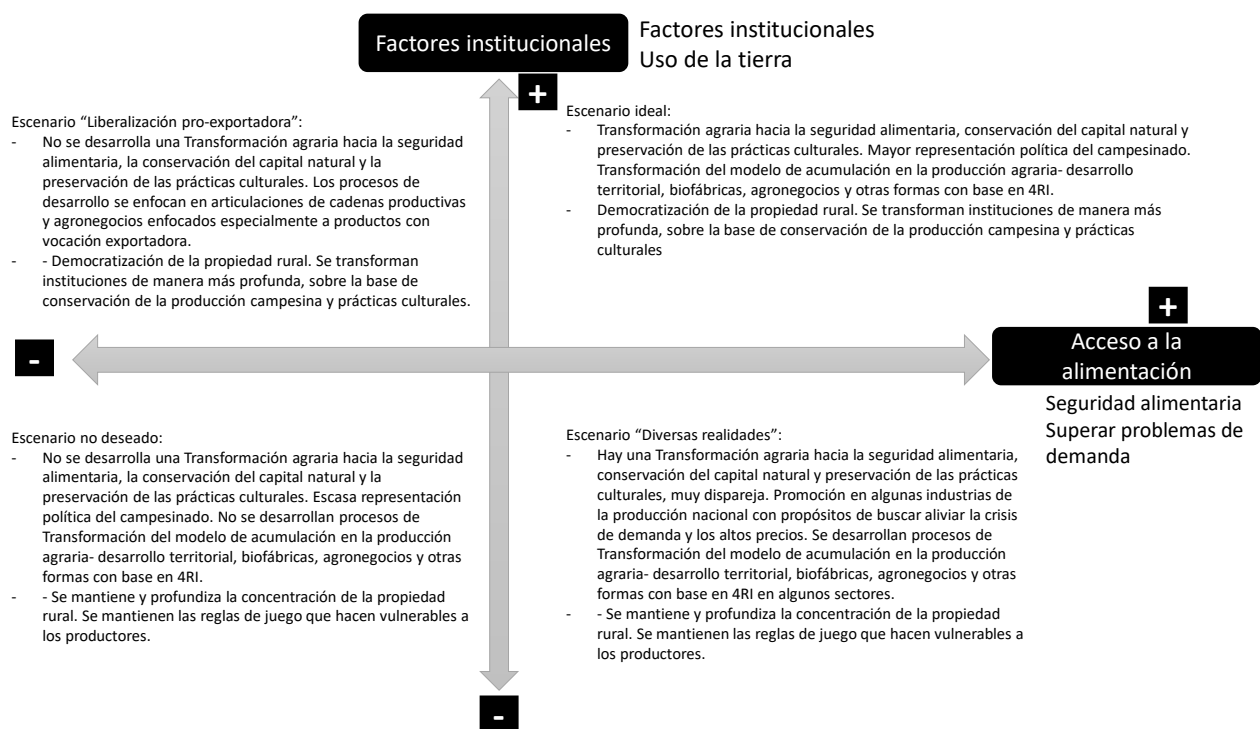 Factores institucionales
Factores institucionales
Uso de la tierra
+
Escenario “Liberalización pro-exportadora”:
- No se desarrolla una Transformación agraria hacia la seguridad
alimentaria, la conservación del capital natural y la
preservación de las prácticas culturales. Los procesos de
desarrollo se enfocan en articulaciones de cadenas productivas
y agronegocios enfocados especialmente a productos con
vocación exportadora.
- - Democratización de la propiedad rural. Se transforman
instituciones de manera más profunda, sobre la base de
conservación de la producción campesina y prácticas culturales.
Escenario ideal:
- Transformación agraria hacia la seguridad alimentaria, conservación del capital natural y
preservación de las prácticas culturales. Mayor representación política del campesinado.
Transformación del modelo de acumulación en la producción agraria- desarrollo
territorial, biofábricas, agronegocios y otras formas con base en 4RI.
- Democratización de la propiedad rural. Se transforman instituciones de manera más
profunda, sobre la base de conservación de la producción campesina y prácticas
culturales
+
-
Acceso a la
alimentación
Seguridad alimentaria
Superar problemas de
demanda
Escenario no deseado:
- No se desarrolla una Transformación agraria hacia la seguridad
alimentaria, la conservación del capital natural y la
preservación de las prácticas culturales. Escasa representación
política del campesinado. No se desarrollan procesos de
Transformación del modelo de acumulación en la producción
agraria- desarrollo territorial, biofábricas, agronegocios y otras
formas con base en 4RI.
- - Se mantiene y profundiza la concentración de la propiedad
rural. Se mantienen las reglas de juego que hacen vulnerables a
los productores.
Escenario “Diversas realidades”:
- Hay una Transformación agraria hacia la seguridad alimentaria,
conservación del capital natural y preservación de las prácticas
culturales, muy dispareja. Promoción en algunas industrias de
la producción nacional con propósitos de buscar aliviar la crisis
de demanda y los altos precios. Se desarrollan procesos de
Transformación del modelo de acumulación en la producción
agraria- desarrollo territorial, biofábricas, agronegocios y otras
formas con base en 4RI en algunos sectores.
- - Se mantiene y profundiza la concentración de la propiedad
rural. Se mantienen las reglas de juego que hacen vulnerables a
los productores.
-